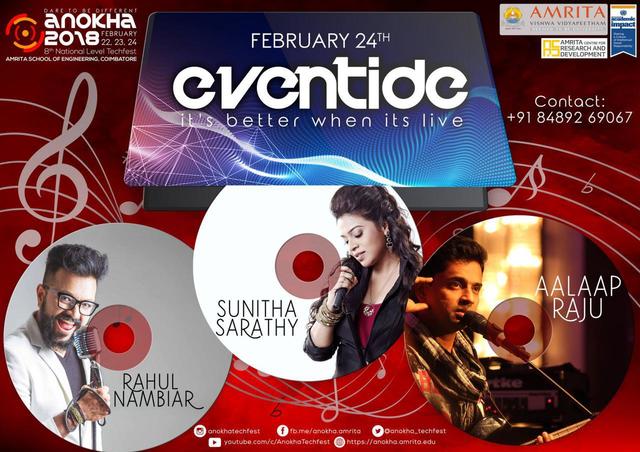 DARE TO BE DIFFERENT
ANOKHA
2018 FEBRUARY
22, 23, 24
8th National Level Techfest
AMRITA SCHOOL OF ENGINEERING, COIMBATORE
FEBRUARY 24TH
eventide
it's better when its live
AMRITA
VISHWA VIDYAPEETHAM
AMRITA CENTRE FOR
RESEARCH AND
DEVELOPMENT
academic
impact
Contact:
+91 84892 69067
RAHUL
NAMBIAR
SUNITHA
SARATHY
AALAAP
RAJU
anokhatechfest
fb.me/anokha.amrita
@anokha_techfest
youtube.com/c/AnokhaTechfest
https://anokha.amrita.edu